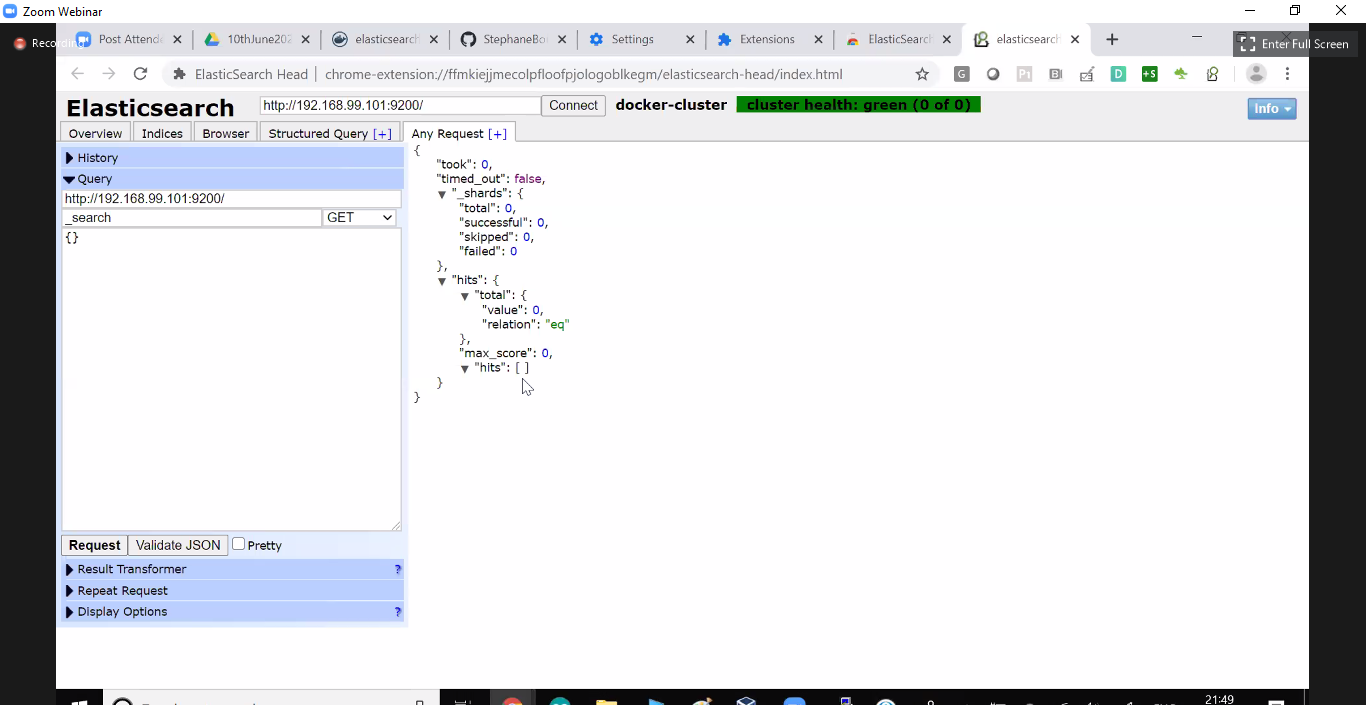 Zoom Webinar
Recording
Post Attende
10thJune202
elasticsearch
StephaneBo
Settings
Extensions
ElasticSearch
elasticsearch
Enter Full Screen
ElasticSearch Head | chrome-extension://ffmkiejjmecolpfloofpjologoblkegm/elasticsearch-head/index.html
Elasticsearch
http://192.168.99.101:9200/
Connect
docker-cluster
cluster health: green (0 of 0)
Info
Overview
Indices
Browser
Structured Query [+]
Any Request [+]
History
Query
http://192.168.99.101:9200/
_search
GET
{}
Request
Validate JSON
Pretty
Result Transformer ?
Repeat Request
Display Options ?
{
"took": 0,
"timed_out": false,
"_shards": {
"total": 0,
"successful": 0,
"skipped": 0,
"failed": 0
},
"hits": {
"total": {
"value": 0,
"relation": "eq"
},
"max_score": 0,
"hits": [ ]
}
}
21:49